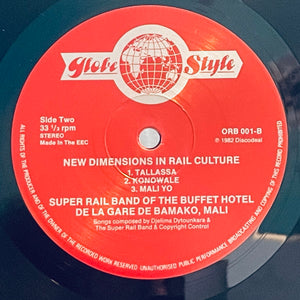 Globe Style
Side Two
33 1/3 rpm
STEREO
Made In The EEC
ORB 001-B
℗ 1982 Discodeal
NEW DIMENSIONS IN RAIL CULTURE
1. TALLASSA
2. KONOWALE
3. MALI YO
SUPER RAIL BAND OF THE BUFFET HOTEL
DE LA GARE DE BAMAKO, MALI
Songs composed by Djelima Dytounkara &
The Super Rail Band & Copyright Control
ALL RIGHTS OF THE PRODUCER AND OF THE OWNER OF THE RECORDED WORK RESERVED UNAUTHORISED PUBLIC PERFORMANCE BROADCASTING AND COPYING OF THIS RECORD PROHIBITED